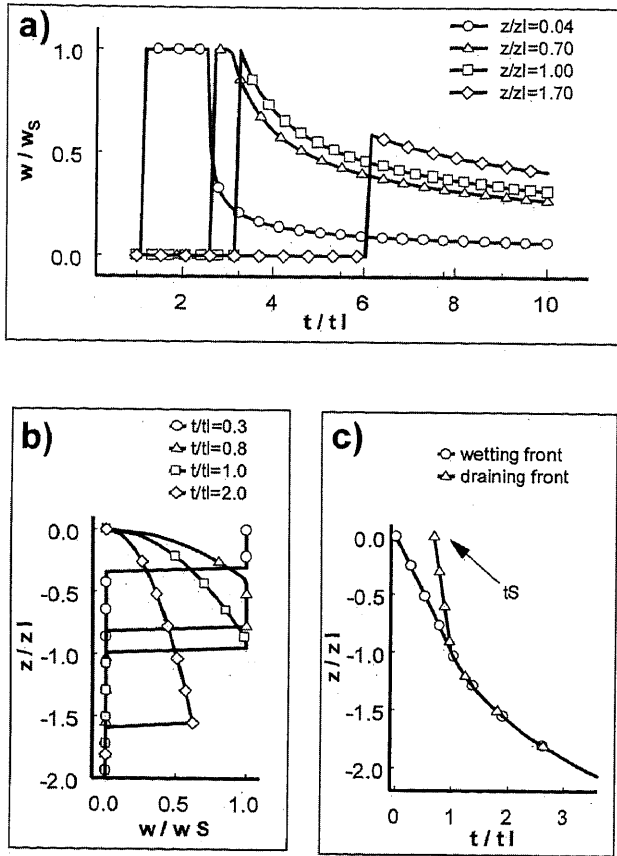 a)
z/zl=0.04
z/zl=0.70
z/zl=1.00
z/zl=1.70
1.0
0.5
0.0
w / wS
2 4 6 8 10
t / tl
b)
t/tl=0.3
t/tl=0.8
t/tl=1.0
t/tl=2.0
0.0
-0.5
-1.0
-1.5
-2.0
z / zl
0.0 0.5 1.0
w / w S
c)
wetting front
draining front
tS
0.0
-0.5
-1.0
-1.5
-2.0
z / zl
0 1 2 3
t / tl